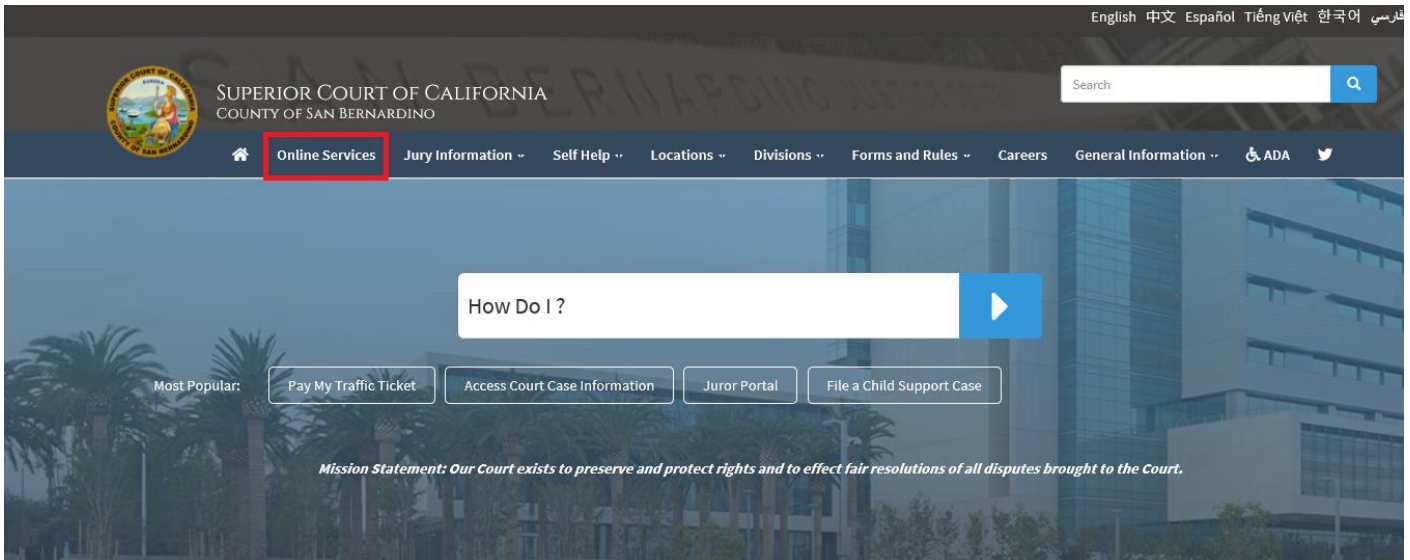 English 中文 Español Tiếng Việt 한국어 فارسي
SUPERIOR COURT OF CALIFORNIA
COUNTY OF SAN BERNARDINO
Search
Online Services Jury Information Self Help Locations Divisions Forms and Rules Careers General Information ADA
How Do I ?
Most Popular: Pay My Traffic Ticket Access Court Case Information Juror Portal File a Child Support Case
Mission Statement: Our Court exists to preserve and protect rights and to effect fair resolutions of all disputes brought to the Court.